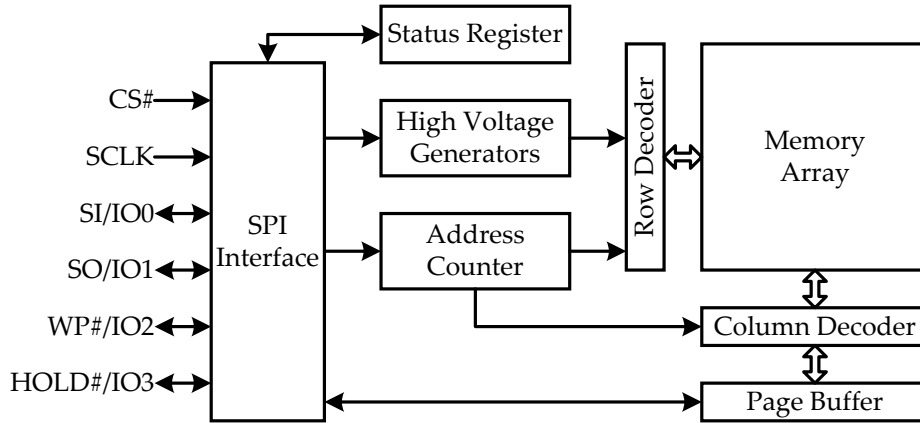 Status Register
CS#
SCLK
SI/IO0
SO/IO1
WP#/IO2
HOLD#/IO3
SPI
Interface
High Voltage
Generators
Address
Counter
Row Decoder
Memory
Array
Column Decoder
Page Buffer